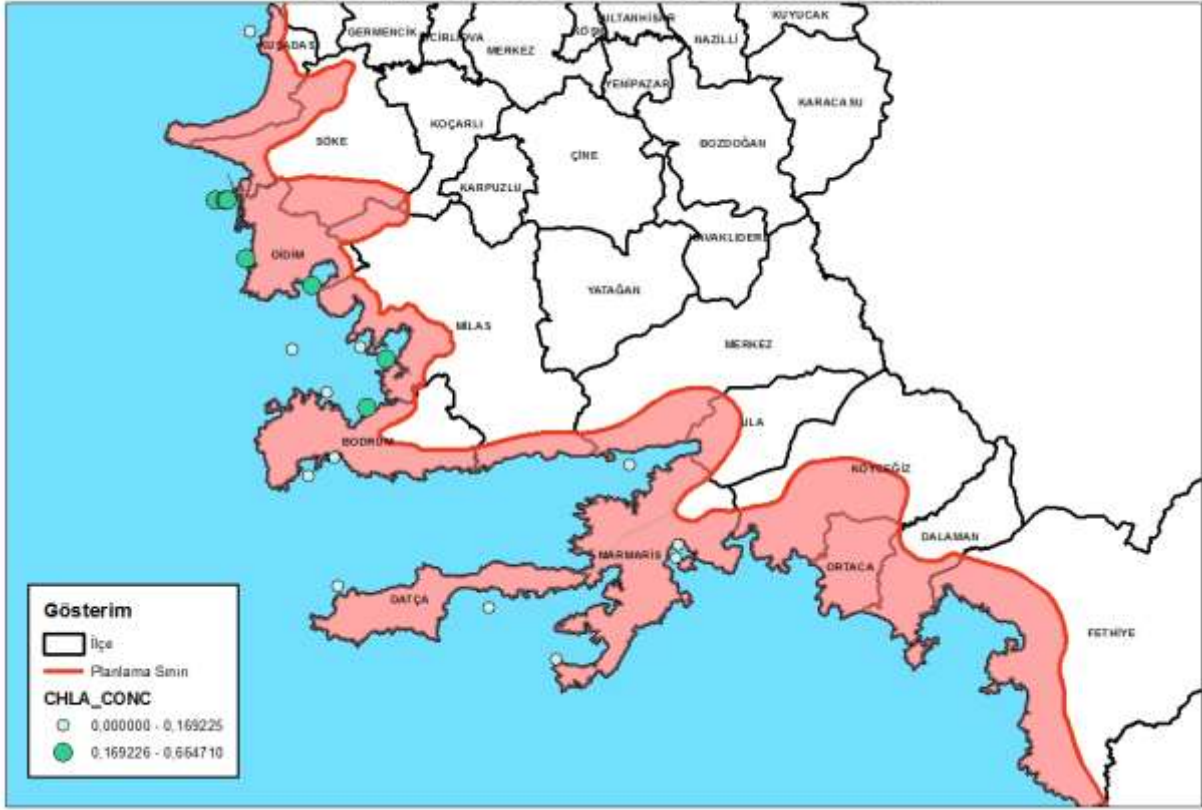 KUŞADASI
GERMENCİK
İNCİRLİOVA
MERKEZ
KÖŞK
SULTANHİSAR
NAZİLLİ
KUYUCAK
YENİPAZAR
KARACASU
SÖKE
KOÇARLI
ÇİNE
BOZDOĞAN
KARPUZLU
KAVAKLIDERE
DİDİM
YATAĞAN
MİLAS
MERKEZ
ULA
BODRUM
KÖYCEĞİZ
DALAMAN
MARMARİS
ORTACA
DATÇA
FETHİYE
Gösterim
İlçe
Planlama Sınırı
CHLA_CONC
0,000000 - 0,169225
0,169226 - 0,664710